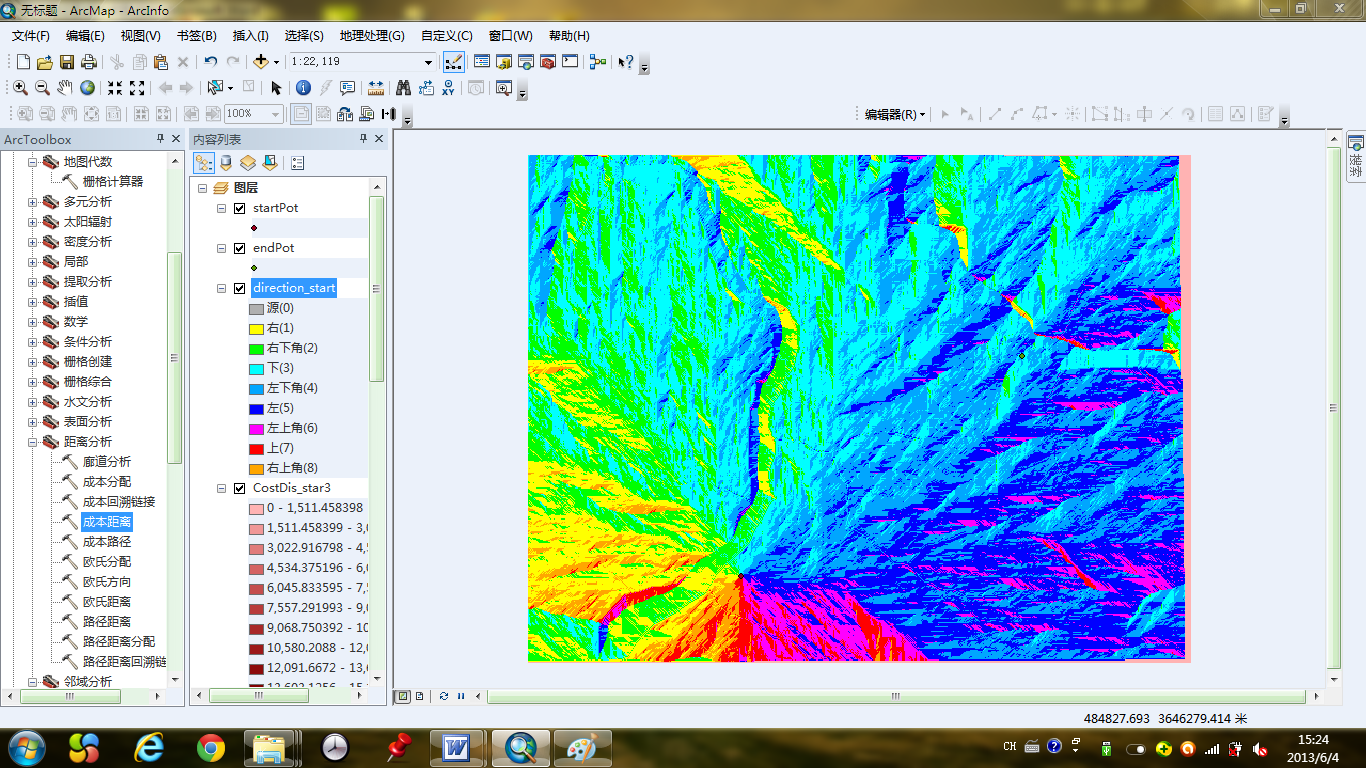 无标题 - ArcMap - ArcInfo
文件(F) 编辑(E) 视图(V) 书签(B) 插入(I) 选择(S) 地理处理(G) 自定义(C) 窗口(W) 帮助(H)
1:22,119
100%
编辑器(R)
ArcToolbox
地图代数
栅格计算器
多元分析
太阳辐射
密度分析
局部
提取分析
插值
数学
条件分析
栅格创建
栅格综合
水文分析
表面分析
距离分析
廊道分析
成本分配
成本回溯链接
成本距离
成本路径
欧氏分配
欧氏方向
欧氏距离
路径距离
路径距离分配
路径距离回溯链
邻域分析
内容列表
图层
startPot
endPot
direction_start
源(0)
右(1)
右下角(2)
下(3)
左下角(4)
左(5)
左上角(6)
上(7)
右上角(8)
CostDis_star3
0 - 1,511.458398
1,511.458399 - 3,0
3,022.916798 - 4,5
4,534.375196 - 6,0
6,045.833595 - 7,5
7,557.291993 - 9,0
9,068.750392 - 10
10,580.2088 - 12,0
12,091.6672 - 13,6
484827.693 3646279.414 米
CH
15:24
2013/6/4